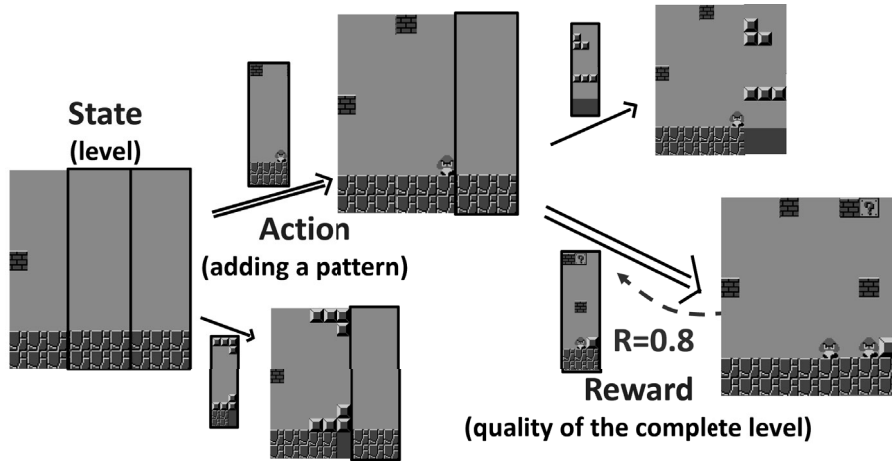 State
(level)
Action
(adding a pattern)
?
?
R=0.8
Reward
(quality of the complete level)